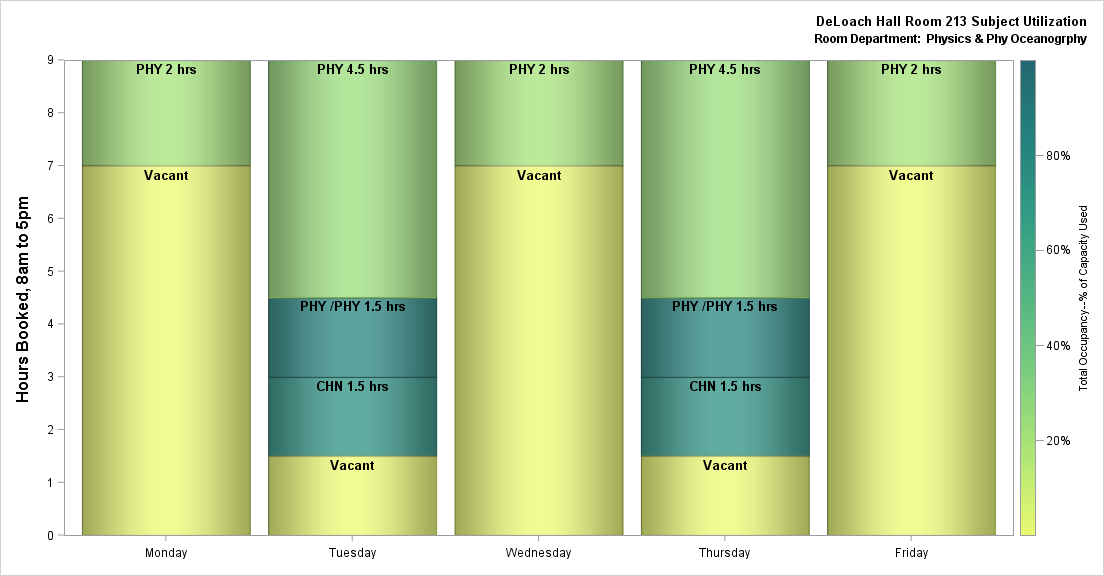 DeLoach Hall Room 213 Subject Utilization
Room Department: Physics & Phy Oceanogrphy
Hours Booked, 8am to 5pm
9
8
7
6
5
4
3
2
1
0
PHY 2 hrs
Vacant
PHY 4.5 hrs
PHY /PHY 1.5 hrs
CHN 1.5 hrs
Vacant
PHY 2 hrs
Vacant
PHY 4.5 hrs
PHY /PHY 1.5 hrs
CHN 1.5 hrs
Vacant
PHY 2 hrs
Vacant
Monday
Tuesday
Wednesday
Thursday
Friday
80%
60%
40%
20%
Total Occupancy--% of Capacity Used